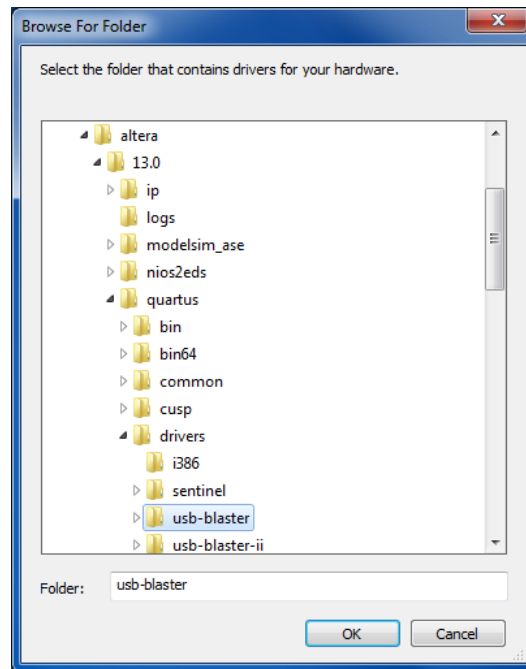 Browse For Folder
Select the folder that contains drivers for your hardware.
altera
13.0
ip
logs
modelsim_ase
nios2eds
quartus
bin
bin64
common
cusp
drivers
i386
sentinel
usb-blaster
usb-blaster-ii
Folder: usb-blaster
OK Cancel